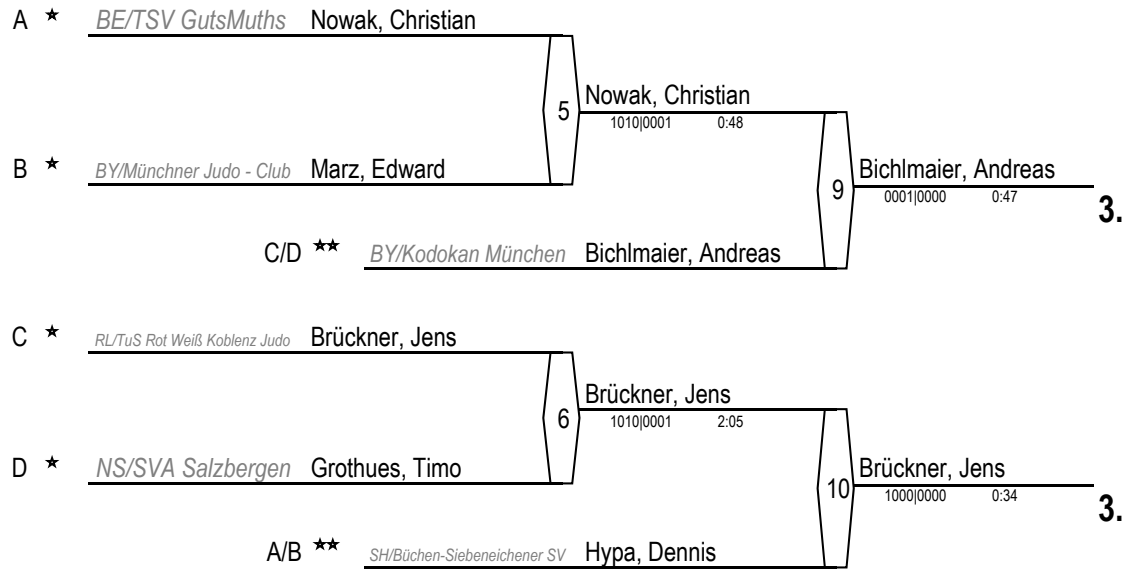 A ★ BE/TSV GutsMuths Nowak, Christian
5 Nowak, Christian
1010|0001 0:48
B ★ BY/Münchner Judo - Club Marz, Edward
9 Bichlmaier, Andreas
0001|0000 0:47
3.
C/D ★★ BY/Kodokan München Bichlmaier, Andreas
C ★ RL/TuS Rot Weiß Koblenz Judo Brückner, Jens
6 Brückner, Jens
1010|0001 2:05
D ★ NS/SVA Salzbergen Grothues, Timo
10 Brückner, Jens
1000|0000 0:34
3.
A/B ★★ SH/Büchen-Siebeneichener SV Hypa, Dennis